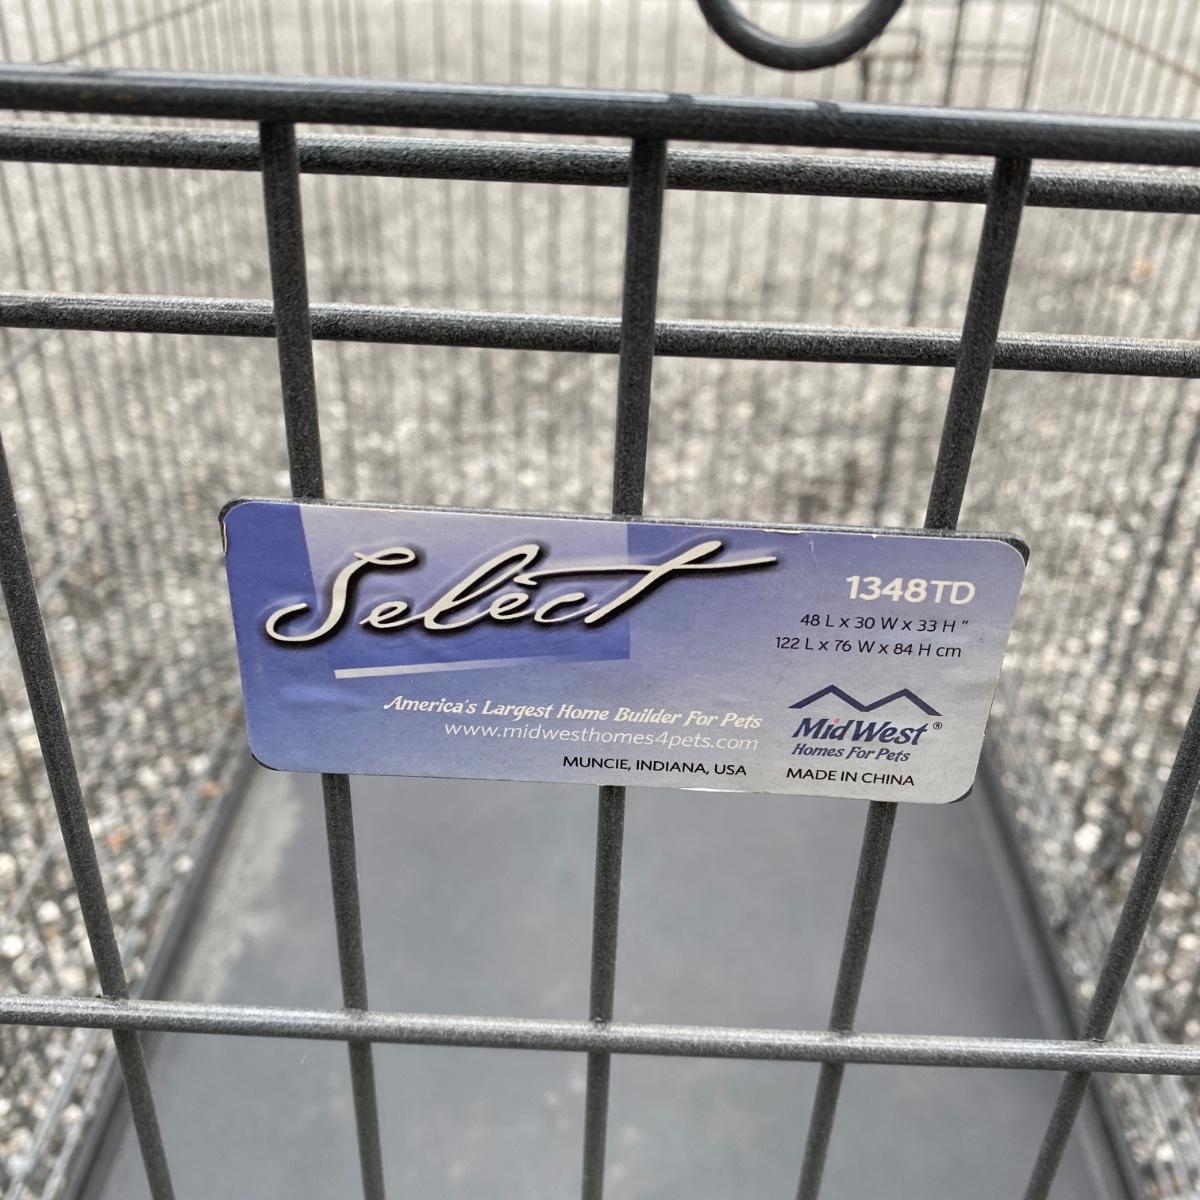 Select
1348TD
48 L x 30 W x 33 H "
122 L x 76 W x 84 H cm
America's Largest Home Builder For Pets
www.midwesthomes4pets.com
MUNCIE, INDIANA, USA
MidWest®
Homes For Pets
MADE IN CHINA